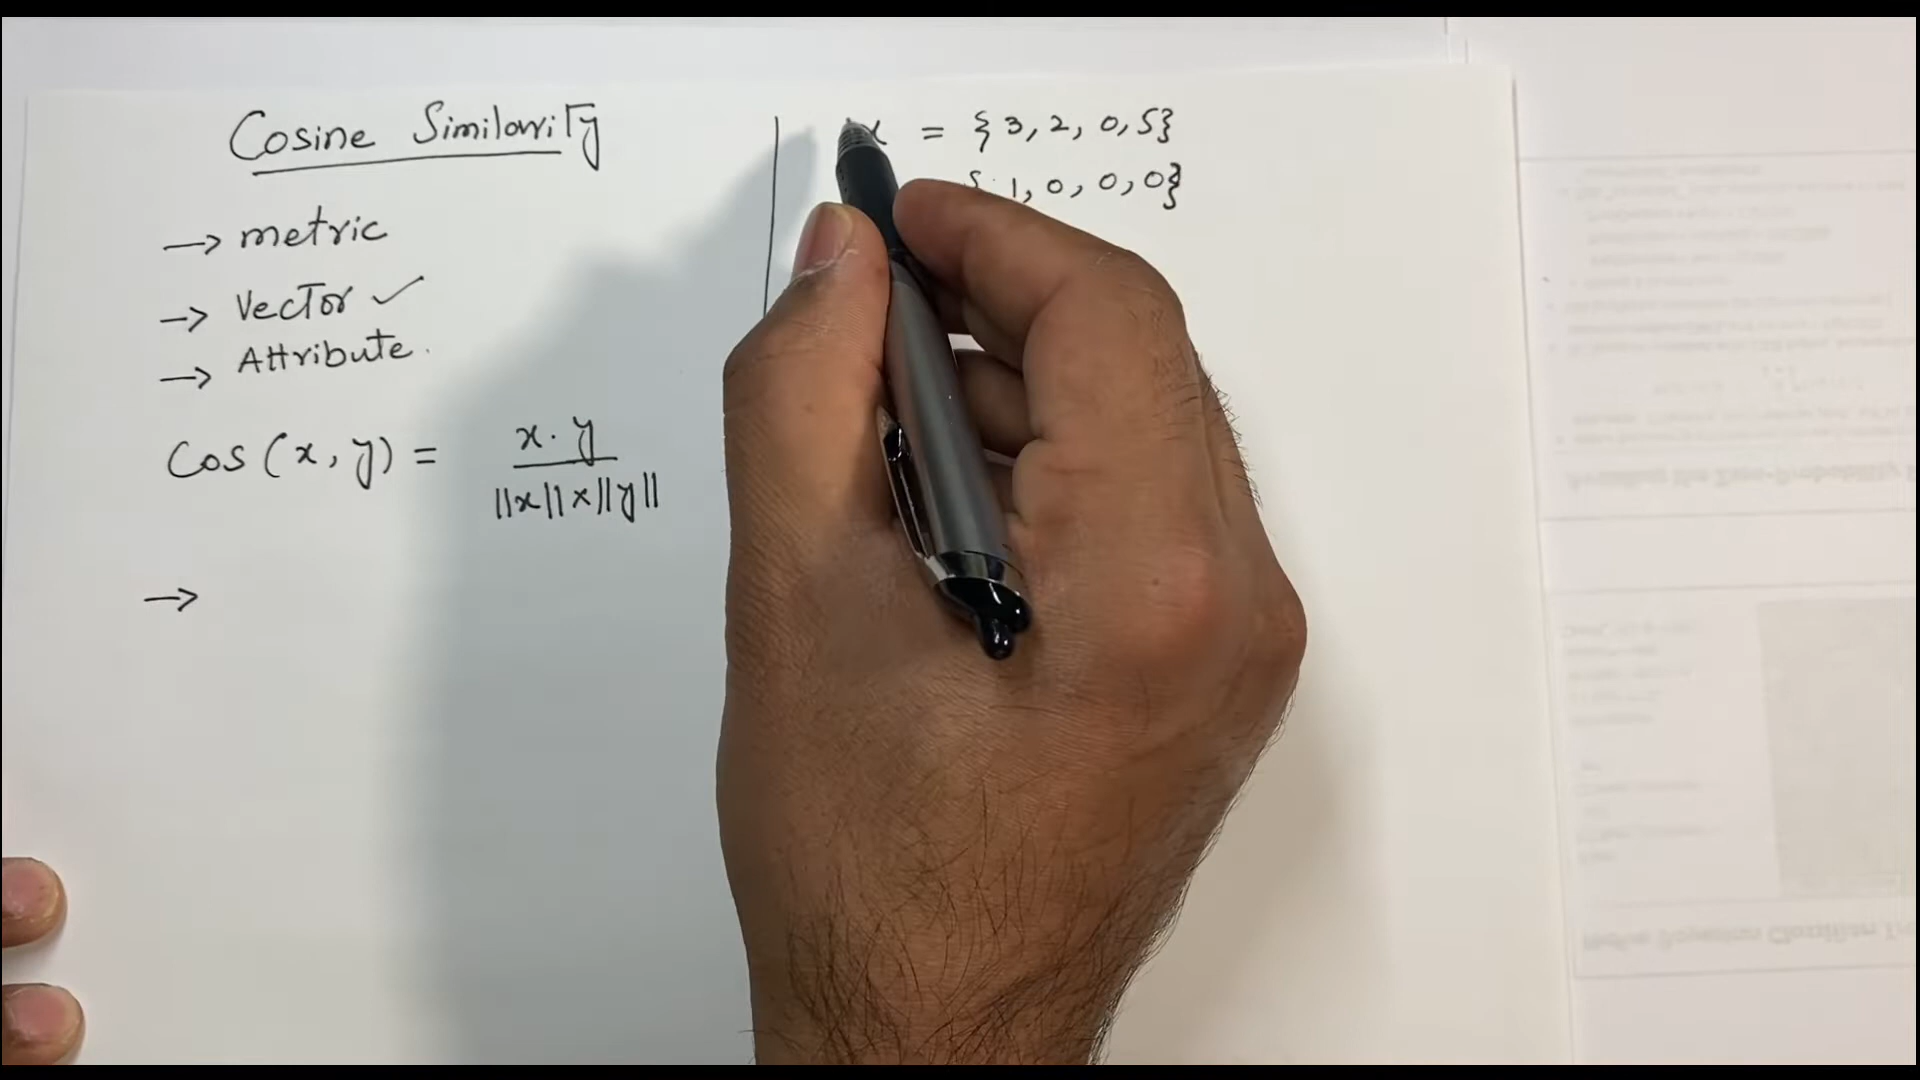 Cosine Similarity
→ metric
→ Vector ✓
→ Attribute.
Cos (x, y) = x . y
||x|| x ||y||
→
x = {3, 2, 0, 5}
{ 1, 0, 0, 0}